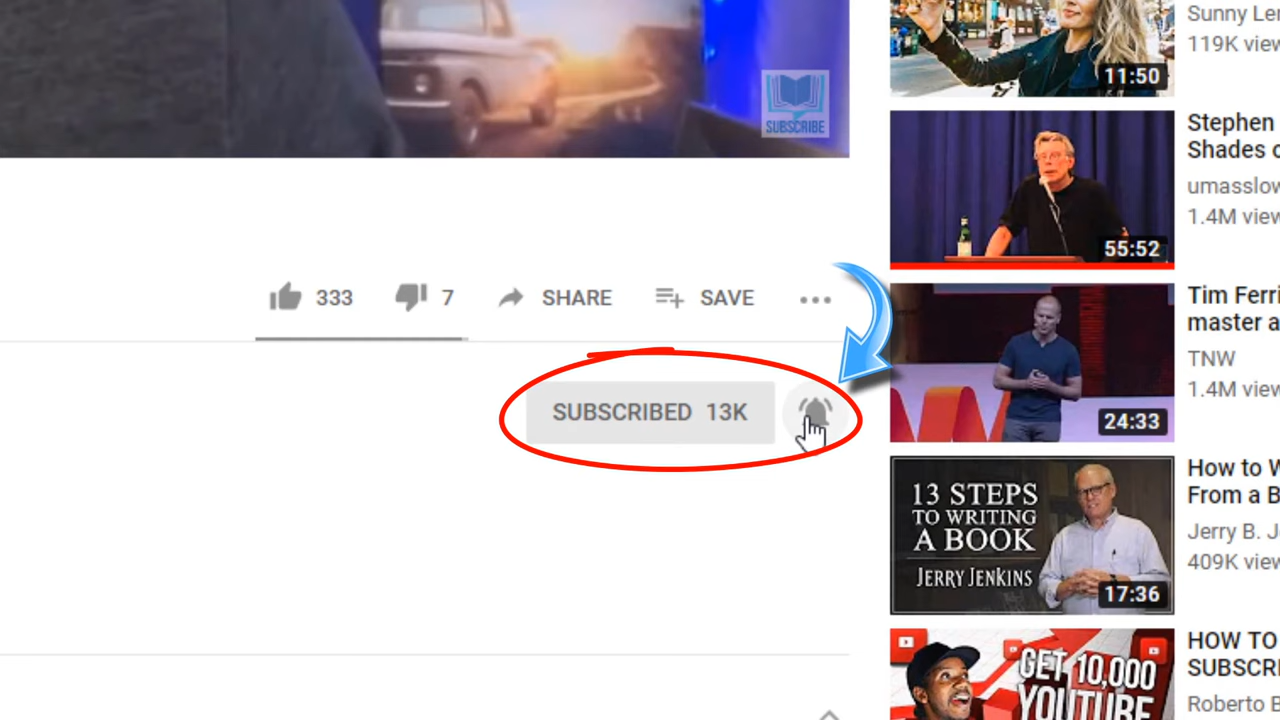 SUBSCRIBE
333
7
SHARE
SAVE
SUBSCRIBED 13K
Sunny Le
119K view
11:50
Stephen
Shades o
umasslow
1.4M view
55:52
Tim Ferri
master a
TNW
1.4M view
24:33
How to W
From a B
Jerry B. J
409K view
13 STEPS
TO WRITING
A BOOK
JERRY JENKINS
17:36
HOW TO
SUBSCRI
Roberto B
GET 10,000
YOUTUBE